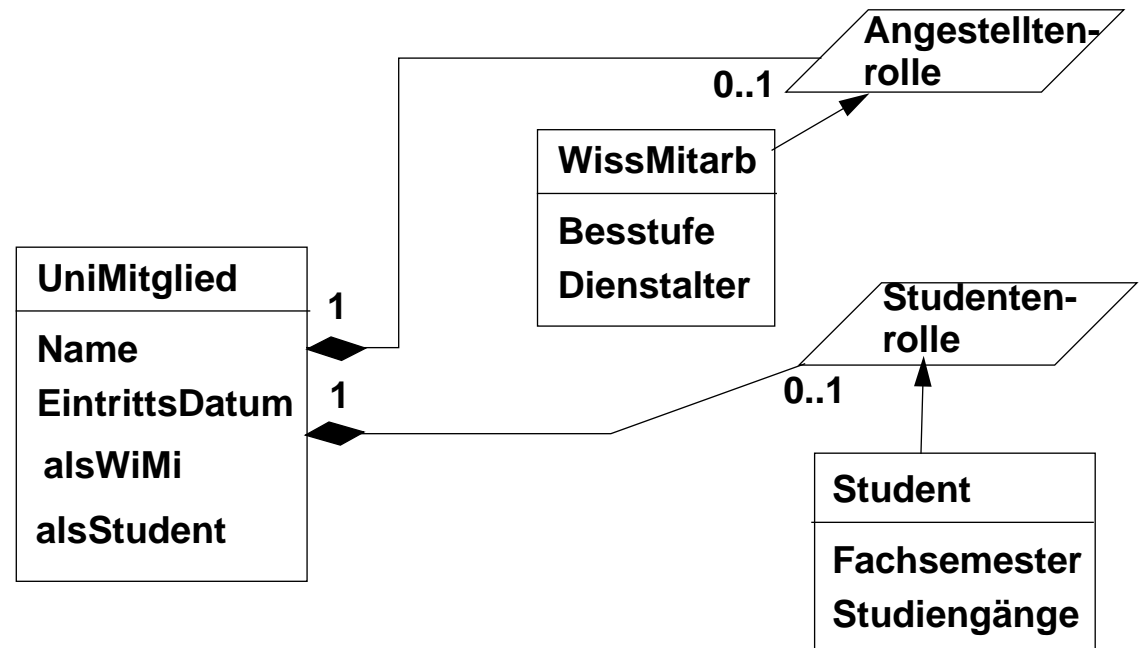 Angestellten-
rolle
0..1
WissMitarb
Besstufe
Dienstalter
UniMitglied
1
Name
EintrittsDatum
1
alsWiMi
alsStudent
Studenten-
rolle
0..1
Student
Fachsemester
Studiengänge